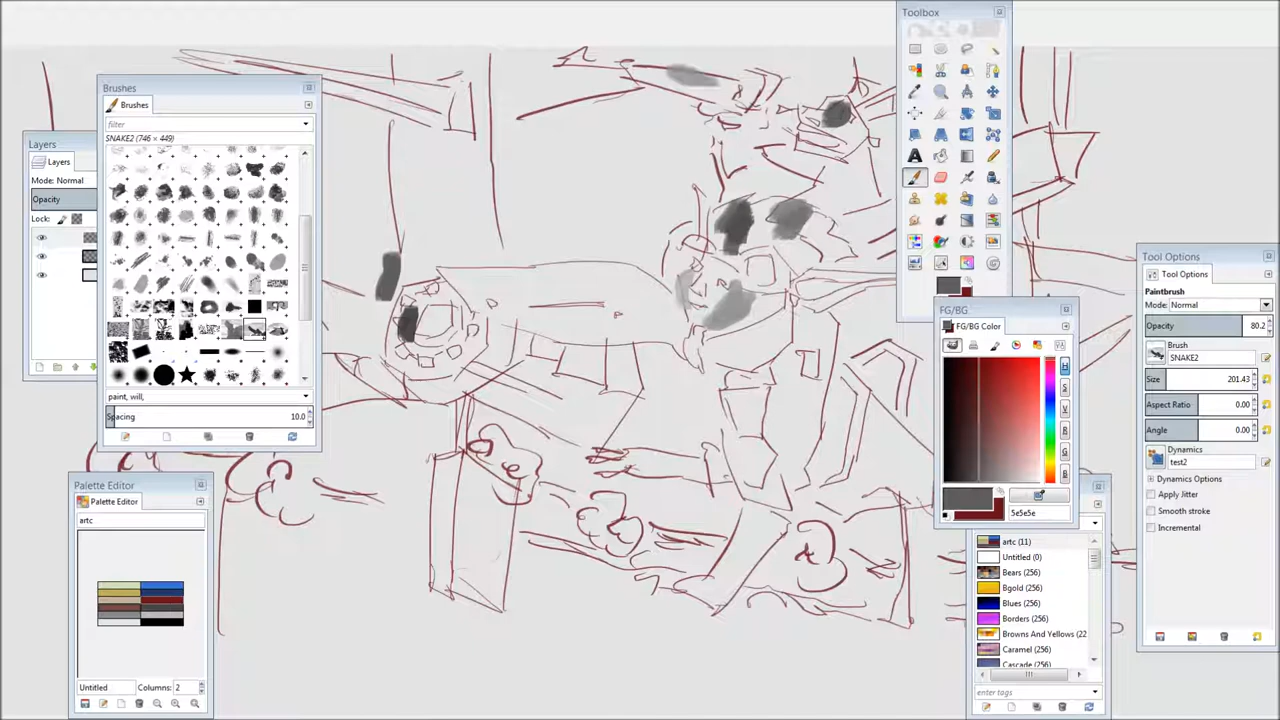 Toolbox
Brushes
Brushes
filter
SNAKE2 (746 × 449)
paint, will,
Spacing
10.0
Layers
Layers
Mode: Normal
Opacity
Lock:
Palette Editor
Palette Editor
artc
Untitled
Columns: 2
FG/BG
FG/BG Color
H
S
V
R
G
B
5e5e5e
artc (11)
Untitled (0)
Bears (256)
Bgold (256)
Blues (256)
Borders (256)
Browns And Yellows (22
Caramel (256)
Cascade (256)
enter tags
Tool Options
Tool Options
Paintbrush
Mode: Normal
Opacity
80.2
Brush
SNAKE2
Size
201.43
Aspect Ratio
0.00
Angle
0.00
Dynamics
test2
Dynamics Options
Apply Jitter
Smooth stroke
Incremental